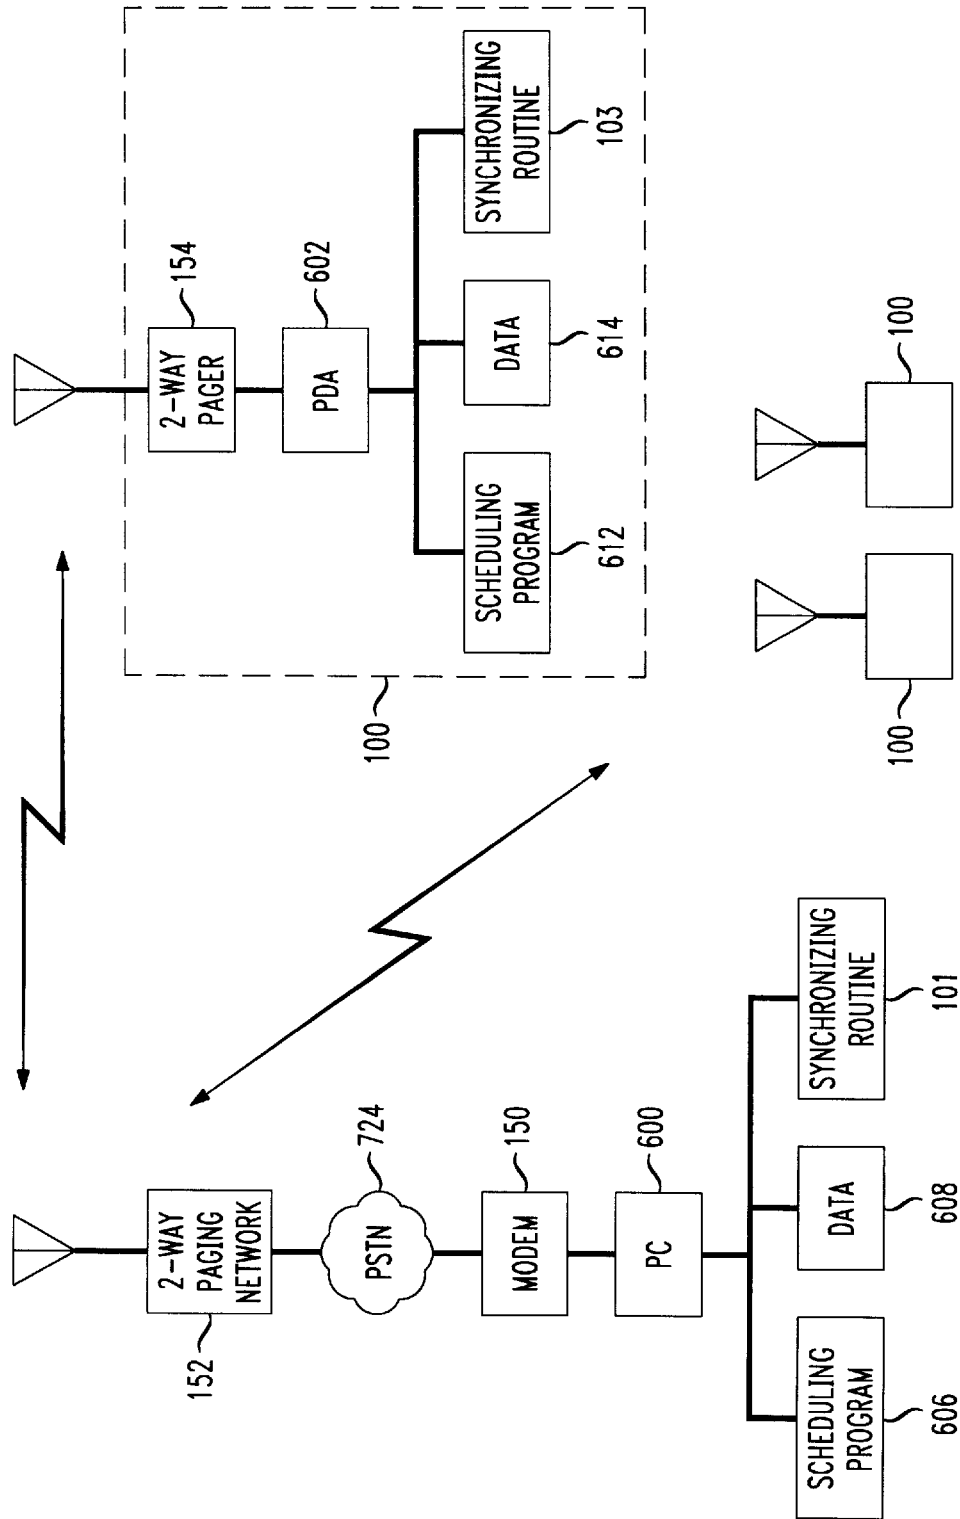 2-WAY
PAGING
NETWORK
152
PSTN
724
MODEM
150
PC
600
SCHEDULING
PROGRAM
606
DATA
608
SYNCHRONIZING
ROUTINE
101
100
2-WAY
PAGER
154
PDA
602
SCHEDULING
PROGRAM
612
DATA
614
SYNCHRONIZING
ROUTINE
103
100
100